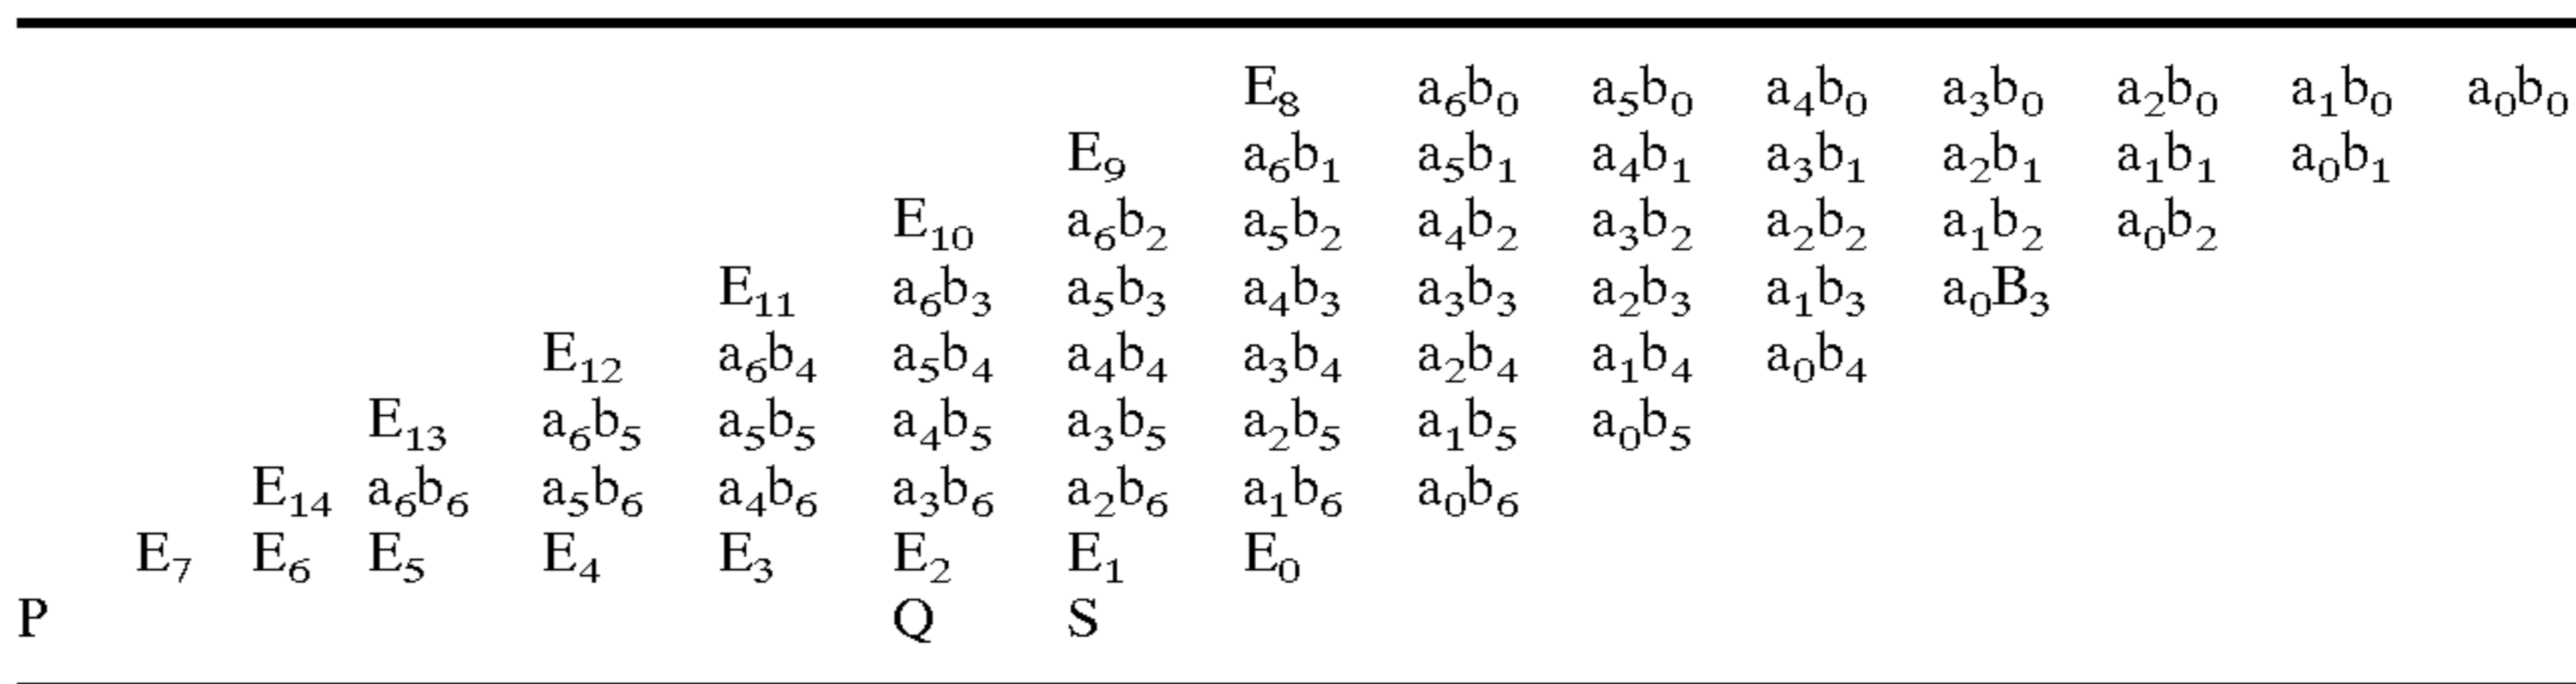 E₈ a₆b₀ a₅b₀ a₄b₀ a₃b₀ a₂b₀ a₁b₀ a₀b₀
E₉ a₆b₁ a₅b₁ a₄b₁ a₃b₁ a₂b₁ a₁b₁ a₀b₁
E₁₀ a₆b₂ a₅b₂ a₄b₂ a₃b₂ a₂b₂ a₁b₂ a₀b₂
E₁₁ a₆b₃ a₅b₃ a₄b₃ a₃b₃ a₂b₃ a₁b₃ a₀B₃
E₁₂ a₆b₄ a₅b₄ a₄b₄ a₃b₄ a₂b₄ a₁b₄ a₀b₄
E₁₃ a₆b₅ a₅b₅ a₄b₅ a₃b₅ a₂b₅ a₁b₅ a₀b₅
E₁₄ a₆b₆ a₅b₆ a₄b₆ a₃b₆ a₂b₆ a₁b₆ a₀b₆
E₇ E₆ E₅ E₄ E₃ E₂ E₁ E₀
P Q S